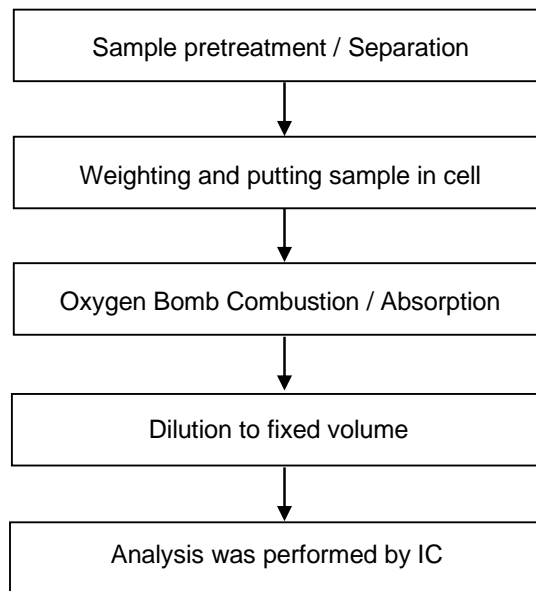 Sample pretreatment / Separation
Weighting and putting sample in cell
Oxygen Bomb Combustion / Absorption
Dilution to fixed volume
Analysis was performed by IC